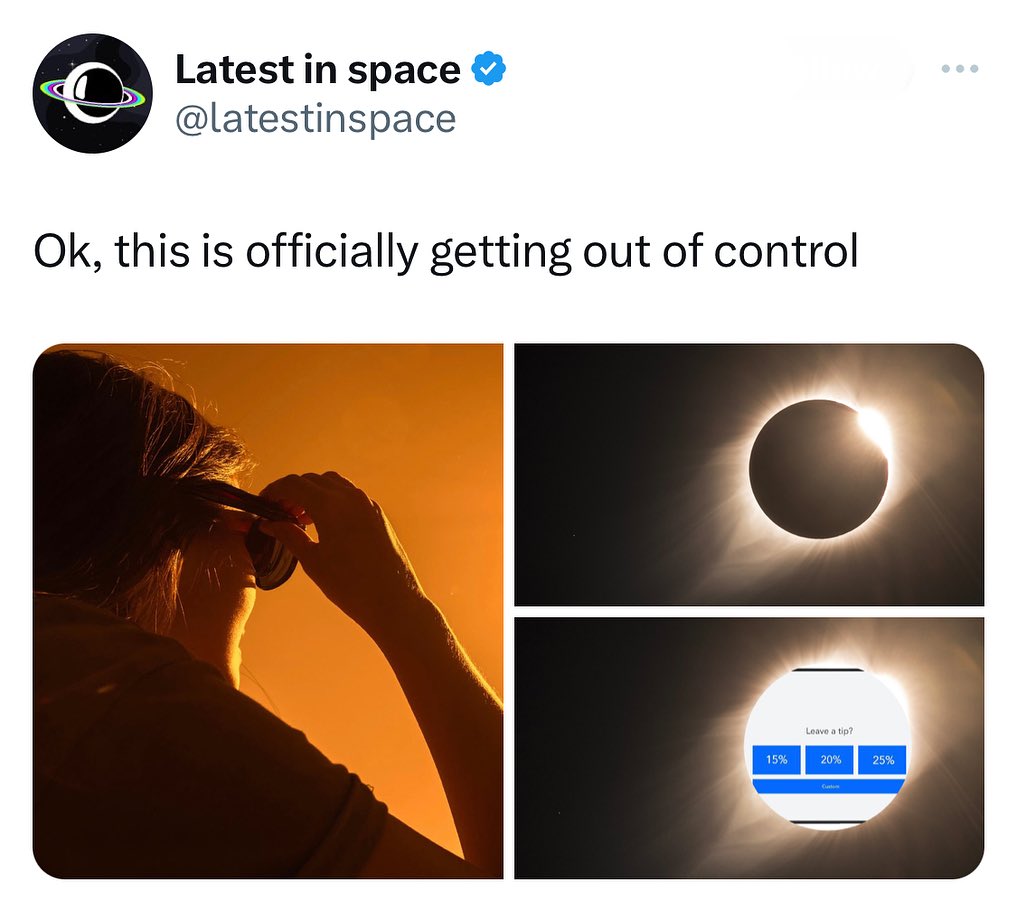 Latest in space
@latestinspace
Ok, this is officially getting out of control
Leave a tip?
15% 20% 25%
Custom